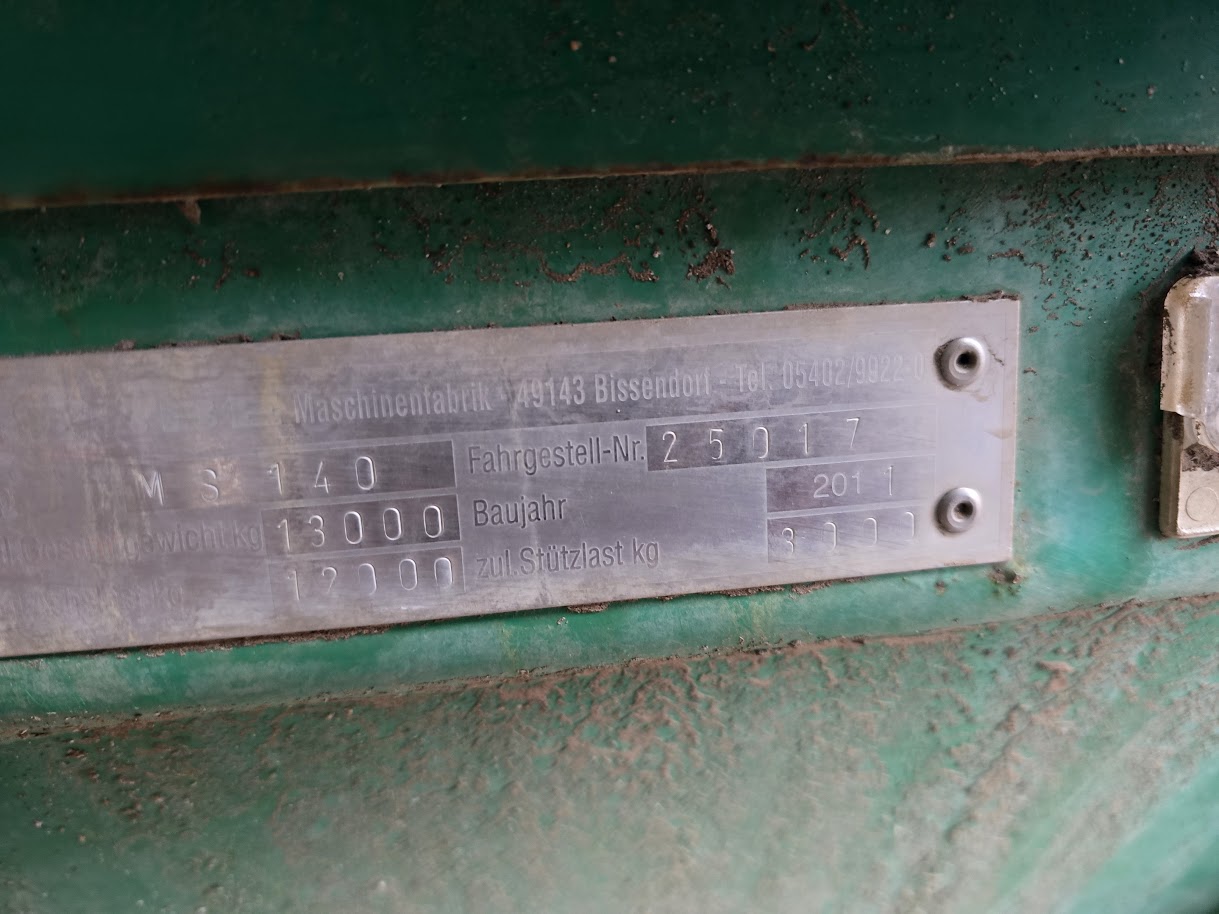 Maschinenfabrik - 49143 Bissendorf - Tel. 05402/9922-0
MS 140 Fahrgestell-Nr. 25017
13000 Baujahr 2011
12000 zul. Stützlast kg 3000